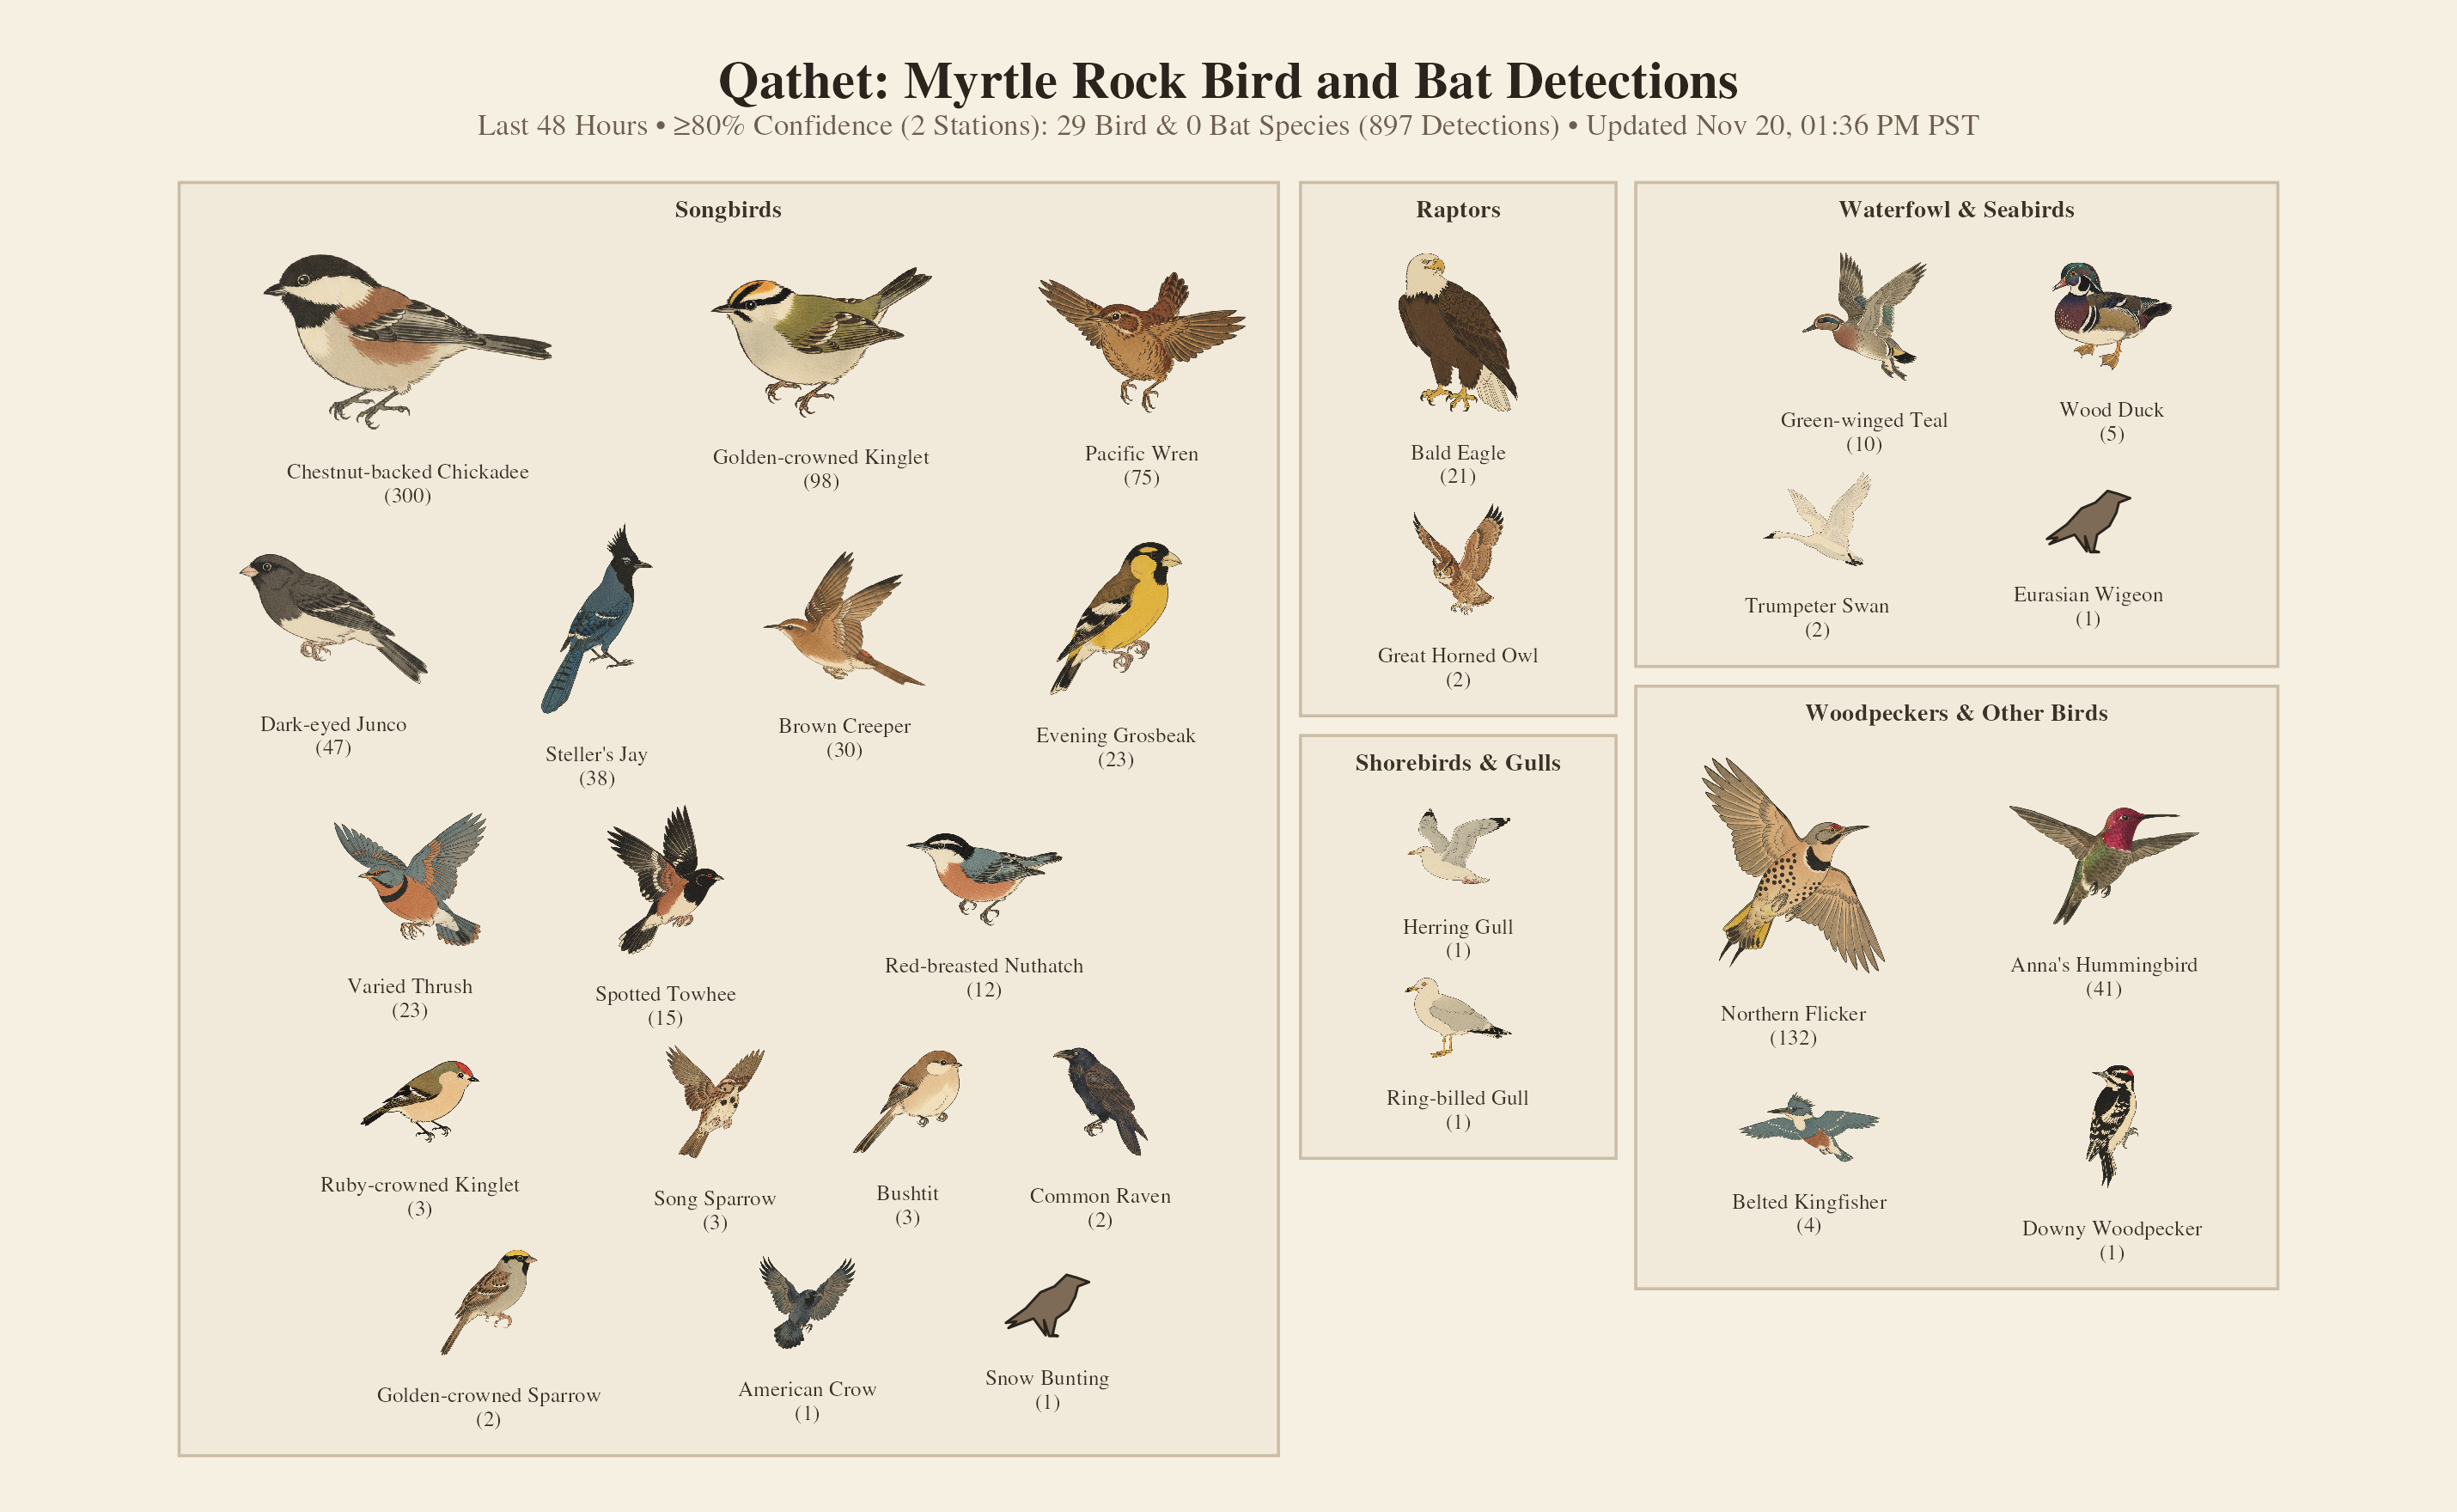 Qathet: Myrtle Rock Bird and Bat Detections
Last 48 Hours • ≥80% Confidence (2 Stations): 29 Bird & 0 Bat Species (897 Detections) • Updated Nov 20, 01:36 PM PST
Songbirds
Chestnut-backed Chickadee
(300)
Golden-crowned Kinglet
(98)
Pacific Wren
(75)
Dark-eyed Junco
(47)
Steller's Jay
(38)
Brown Creeper
(30)
Evening Grosbeak
(23)
Varied Thrush
(23)
Spotted Towhee
(15)
Red-breasted Nuthatch
(12)
Ruby-crowned Kinglet
(3)
Song Sparrow
(3)
Bushtit
(3)
Common Raven
(2)
Golden-crowned Sparrow
(2)
American Crow
(1)
Snow Bunting
(1)
Raptors
Bald Eagle
(21)
Great Horned Owl
(2)
Shorebirds & Gulls
Herring Gull
(1)
Ring-billed Gull
(1)
Waterfowl & Seabirds
Green-winged Teal
(10)
Wood Duck
(5)
Trumpeter Swan
(2)
Eurasian Wigeon
(1)
Woodpeckers & Other Birds
Northern Flicker
(132)
Anna's Hummingbird
(41)
Belted Kingfisher
(4)
Downy Woodpecker
(1)